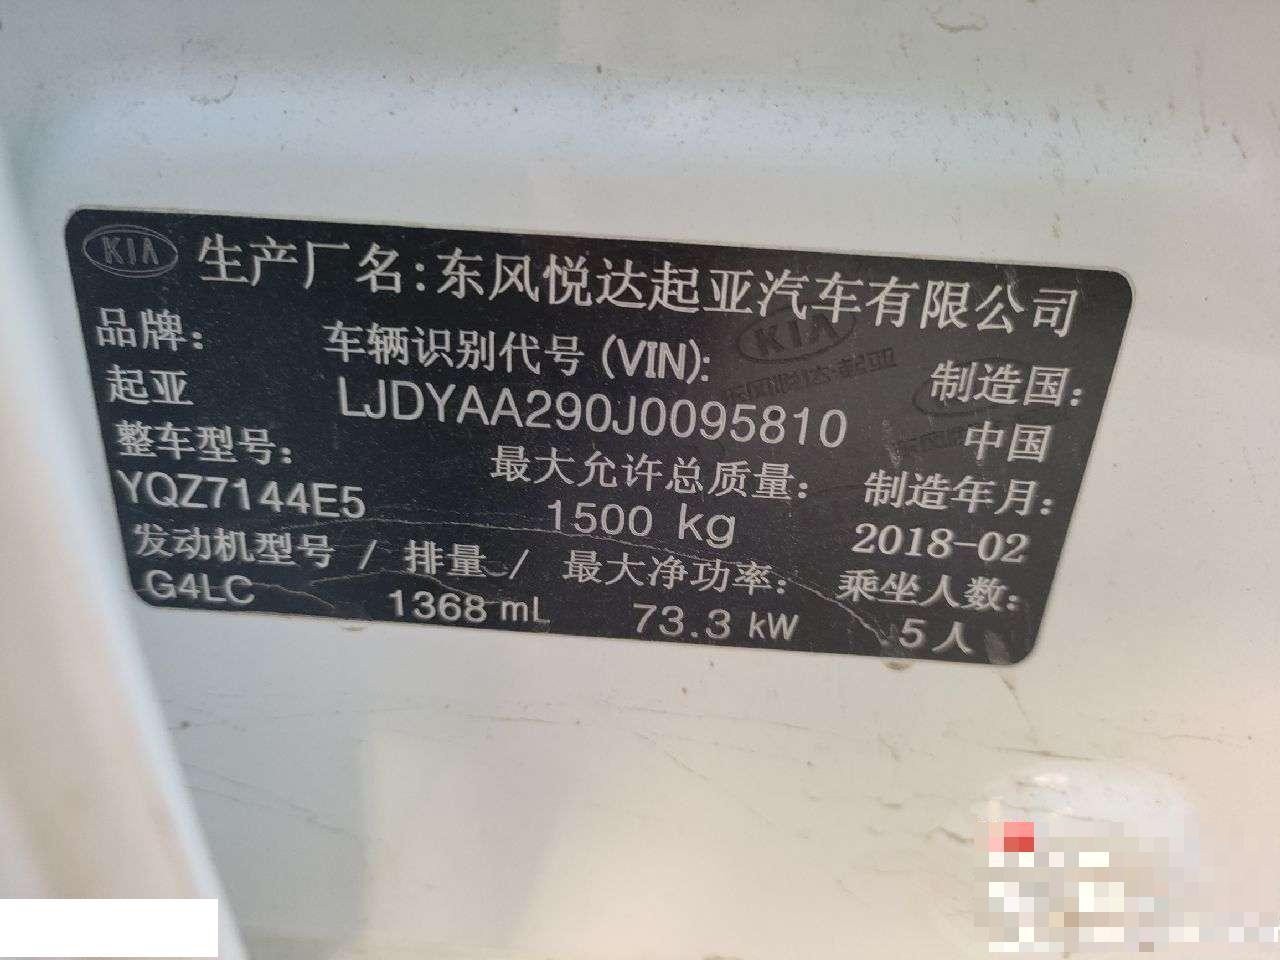 KIA 生产厂名:东风悦达起亚汽车有限公司
品牌: 车辆识别代号(VIN): 制造国:
起亚 LJDYAA290J0095810 中国
整车型号: 最大允许总质量: 制造年月:
YQZ7144E5 1500 kg 2018-02
发动机型号 / 排量 / 最大净功率: 乘坐人数:
G4LC 1368 mL 73.3 kW 5人
KIA